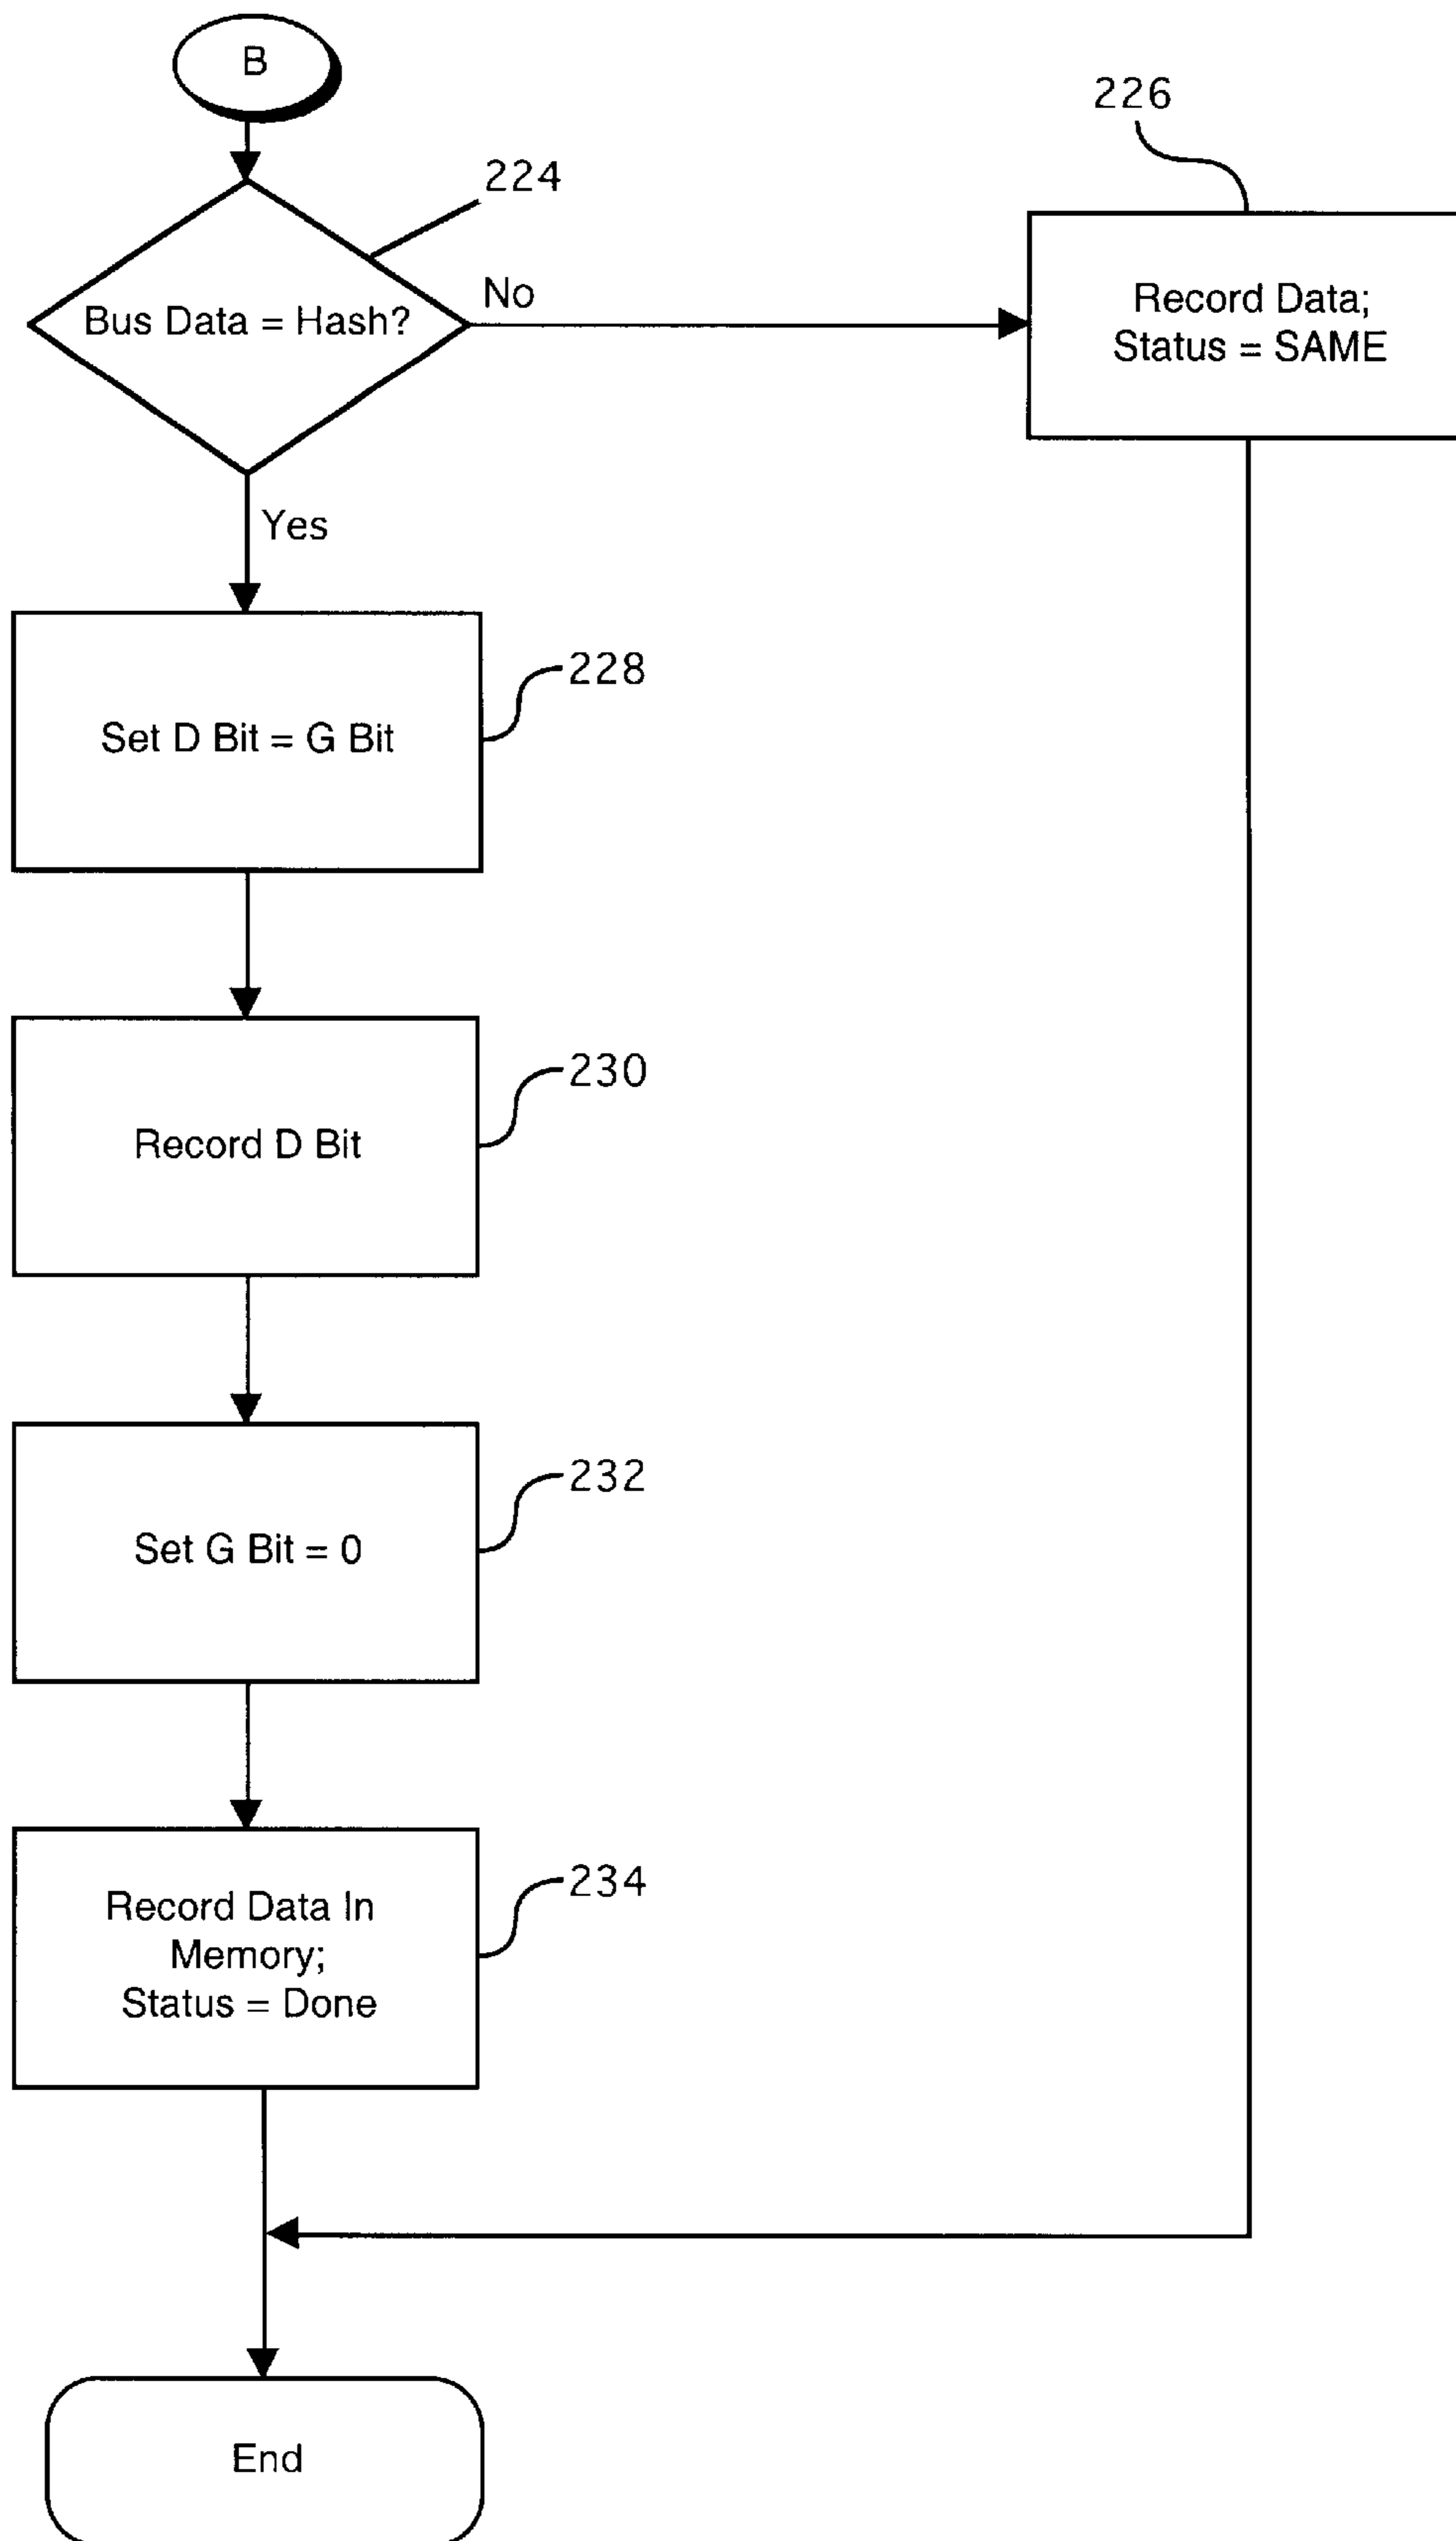 B
226
224
No
Bus Data = Hash?
Record Data;
Status = SAME
Yes
228
Set D Bit = G Bit
230
Record D Bit
232
Set G Bit = 0
234
Record Data In
Memory;
Status = Done
End